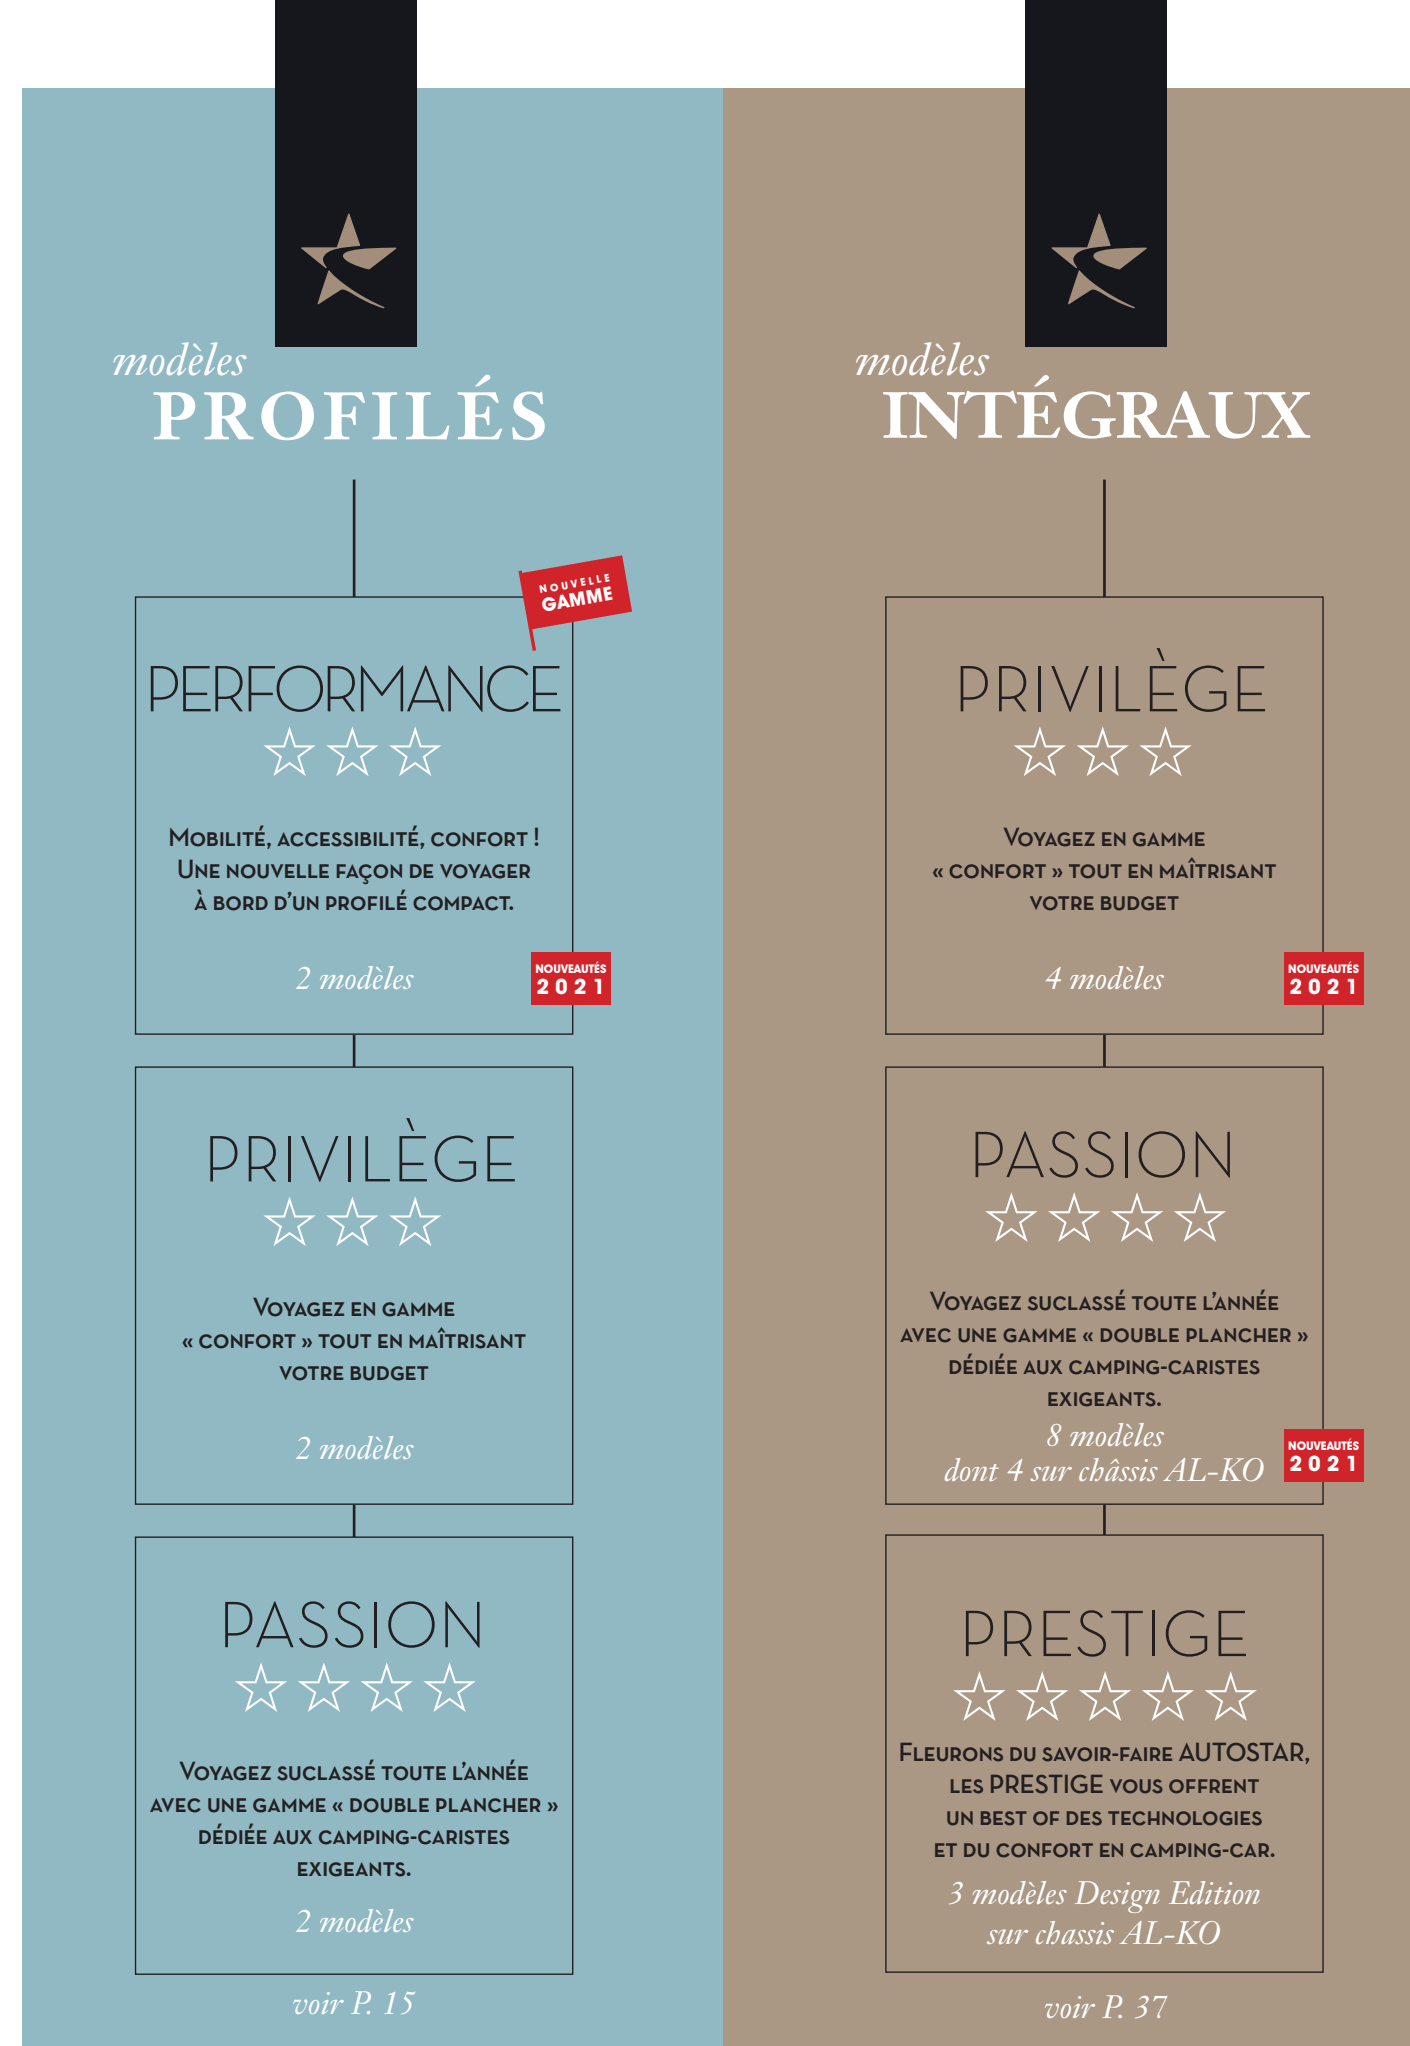 modèles
PROFILÉS
NOUVELLE
GAMME
PERFORMANCE
Mobilité, accessibilité, confort !
Une nouvelle façon de voyager
à bord d’un profilé compact.
2 modèles
NOUVEAUTÉS
2021
PRIVILÈGE
Voyagez en gamme
« confort » tout en maîtrisant
votre budget
2 modèles
PASSION
Voyagez suclassé toute l’année
avec une gamme « double plancher »
dédiée aux camping-caristes
exigeants.
2 modèles
voir P. 15
modèles
INTÉGRAUX
PRIVILÈGE
Voyagez en gamme
« confort » tout en maîtrisant
votre budget
4 modèles
NOUVEAUTÉS
2021
PASSION
Voyagez suclassé toute l’année
avec une gamme « double plancher »
dédiée aux camping-caristes
exigeants.
8 modèles
dont 4 sur châssis AL-KO
NOUVEAUTÉS
2021
PRESTIGE
Fleurons du savoir-faire AUTOSTAR,
les PRESTIGE vous offrent
un best of des technologies
et du confort en camping-car.
3 modèles Design Edition
sur chassis AL-KO
voir P. 37